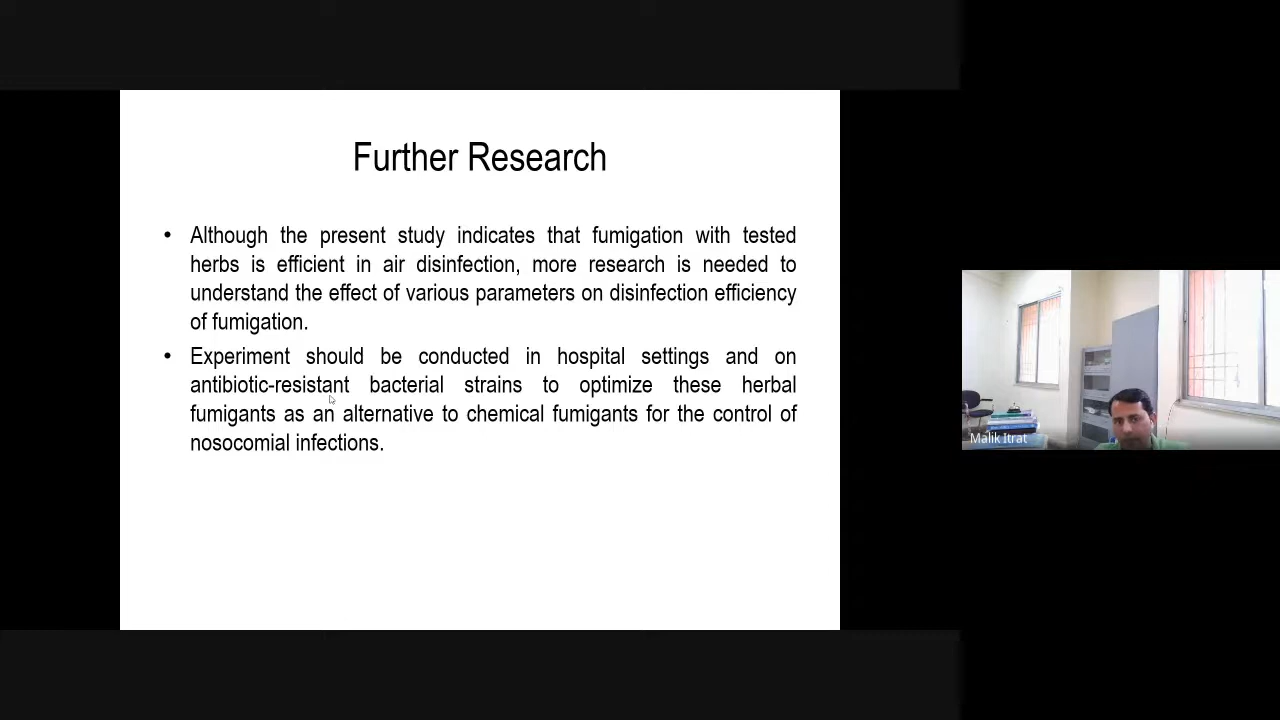 Further Research
• Although the present study indicates that fumigation with tested
herbs is efficient in air disinfection, more research is needed to
understand the effect of various parameters on disinfection efficiency
of fumigation.
• Experiment should be conducted in hospital settings and on
antibiotic-resistant bacterial strains to optimize these herbal
fumigants as an alternative to chemical fumigants for the control of
nosocomial infections.
Malik Itrat